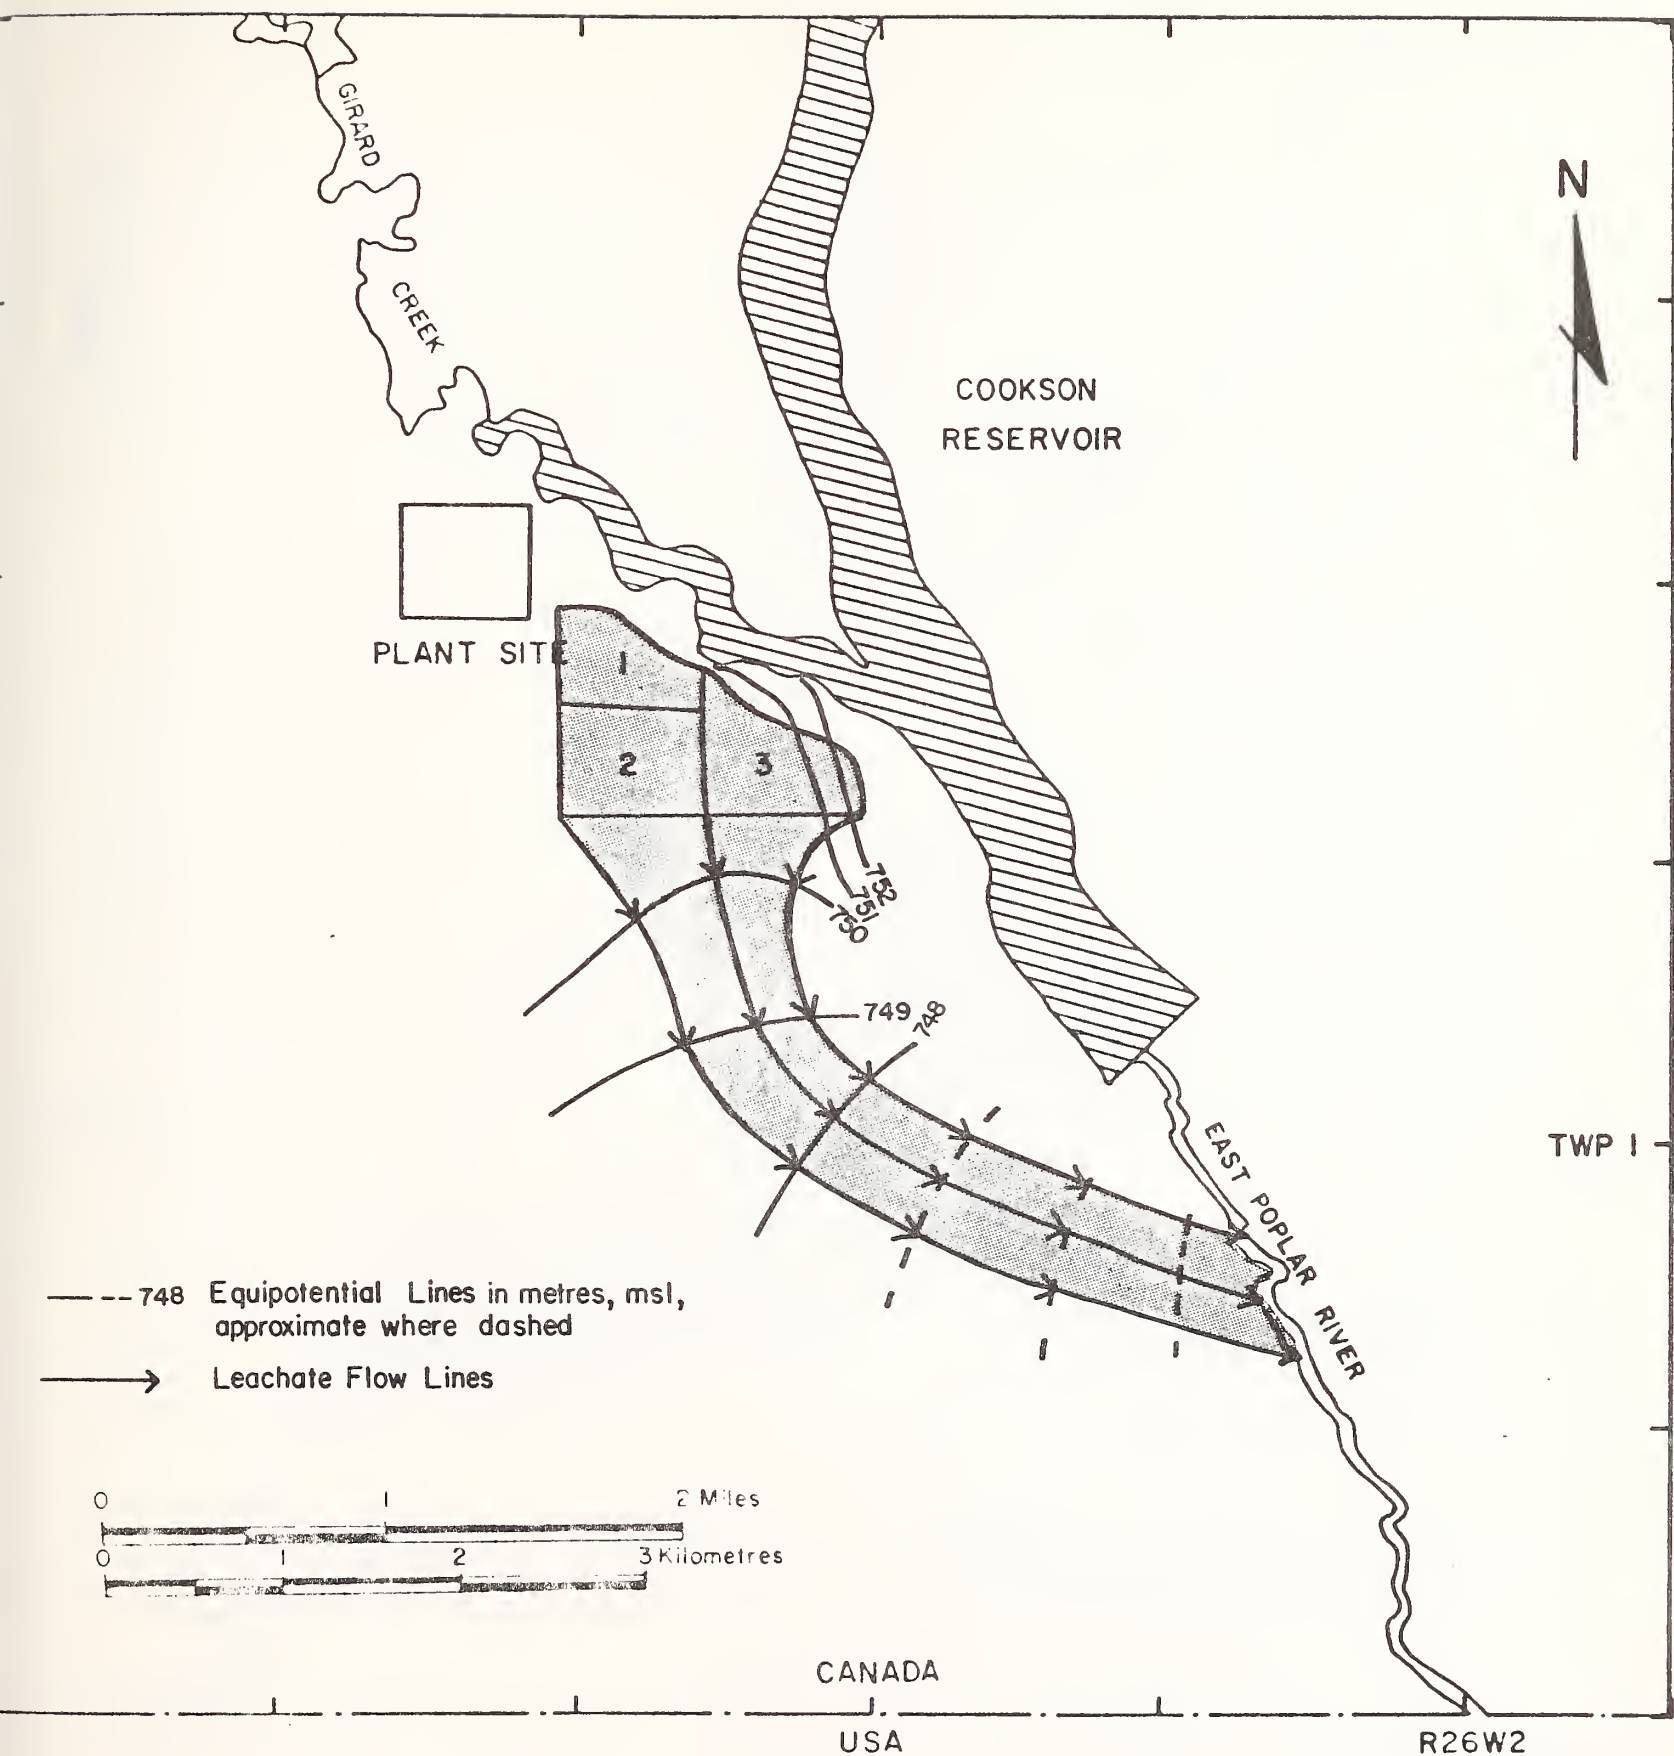 GIRARD
CREEK
N
COOKSON
RESERVOIR
PLANT SITE
1
2
3
752
751
750
749
748
TWP 1
EAST POPLAR RIVER
748 Equipotential Lines in metres, msl,
approximate where dashed
Leachate Flow Lines
0 1 2 Miles
0 1 2 3 Kilometres
CANADA
USA
R26W2